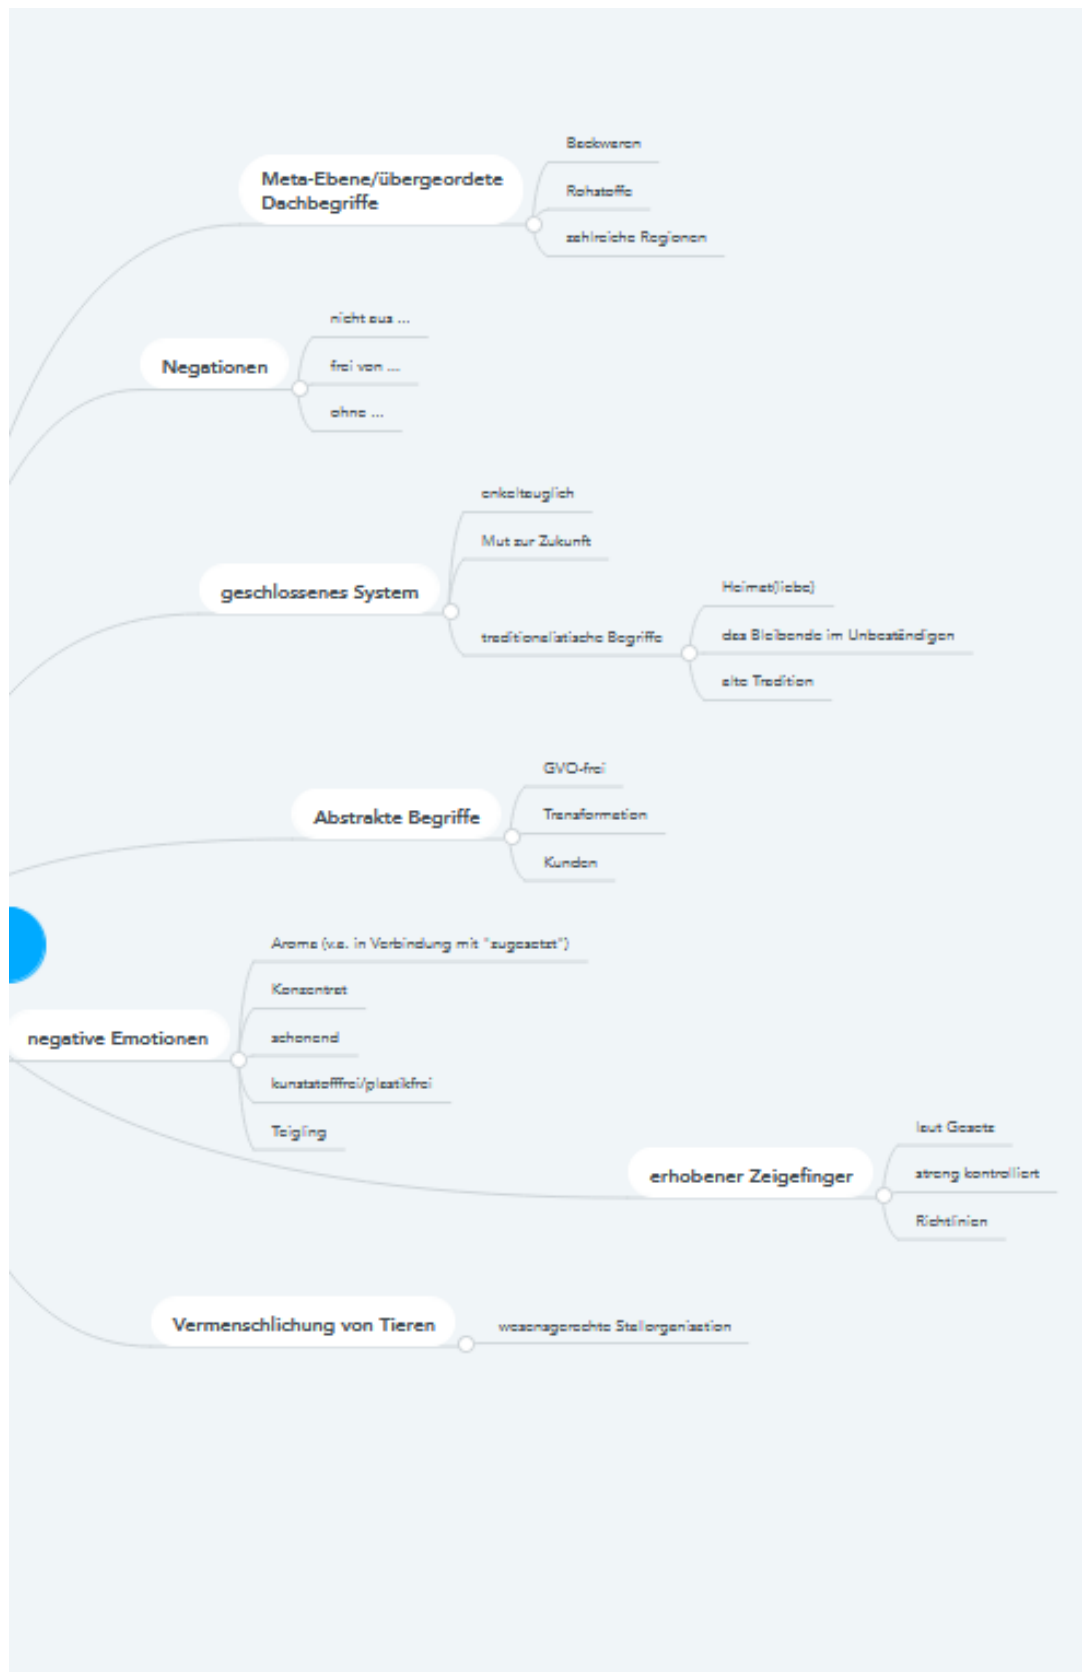 Backwaren
Meta-Ebene/übergeordete
Dachbegriffe
Rohstoffe
zahlreiche Regionen
nicht aus ...
Negationen
frei von ...
ohne ...
enkeltauglich
Mut zur Zukunft
geschlossenes System
traditionalistische Begriffe
Heimat(liebe)
das Bleibende im Unbeständigen
alte Tradition
GVO-frei
Abstrakte Begriffe
Transformation
Kunden
Aroma (v.a. in Verbindung mit "zugesetzt")
Konzentrat
negative Emotionen
schonend
kunststofffrei/plastikfrei
Teigling
laut Gesetz
erhobener Zeigefinger
streng kontrolliert
Richtlinien
Vermenschlichung von Tieren
wesensgerechte Stallorganisation